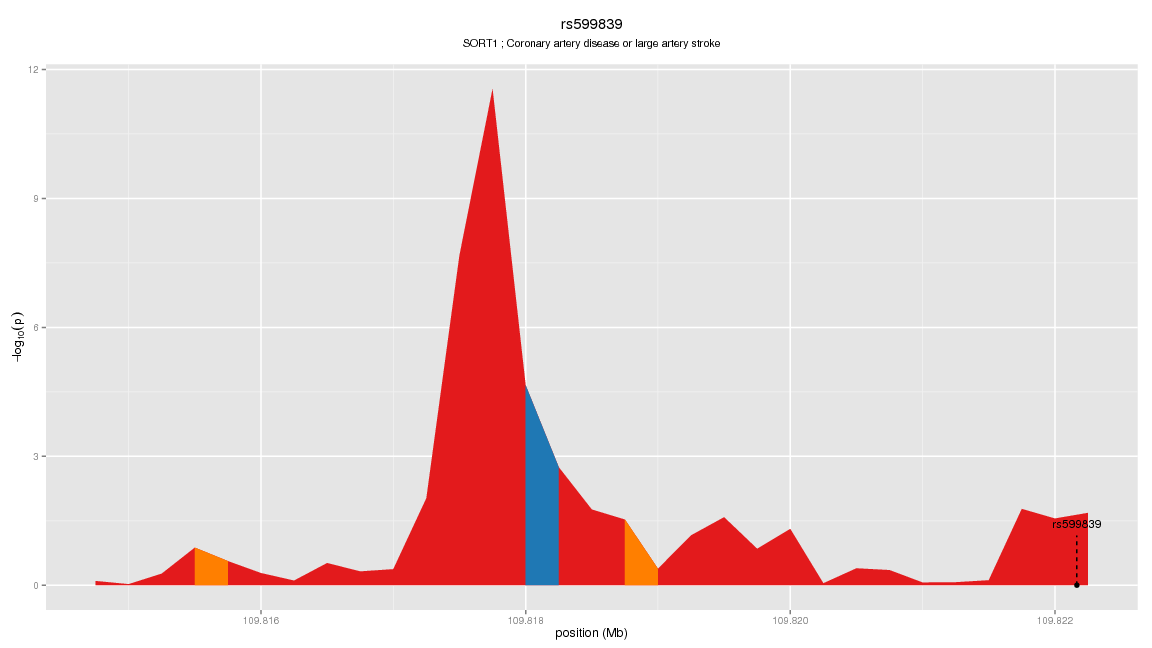 rs599839
SORT1 ; Coronary artery disease or large artery stroke
12
9
6
3
0
−log10(p)
rs599839
109.816
109.818
109.820
109.822
position (Mb)